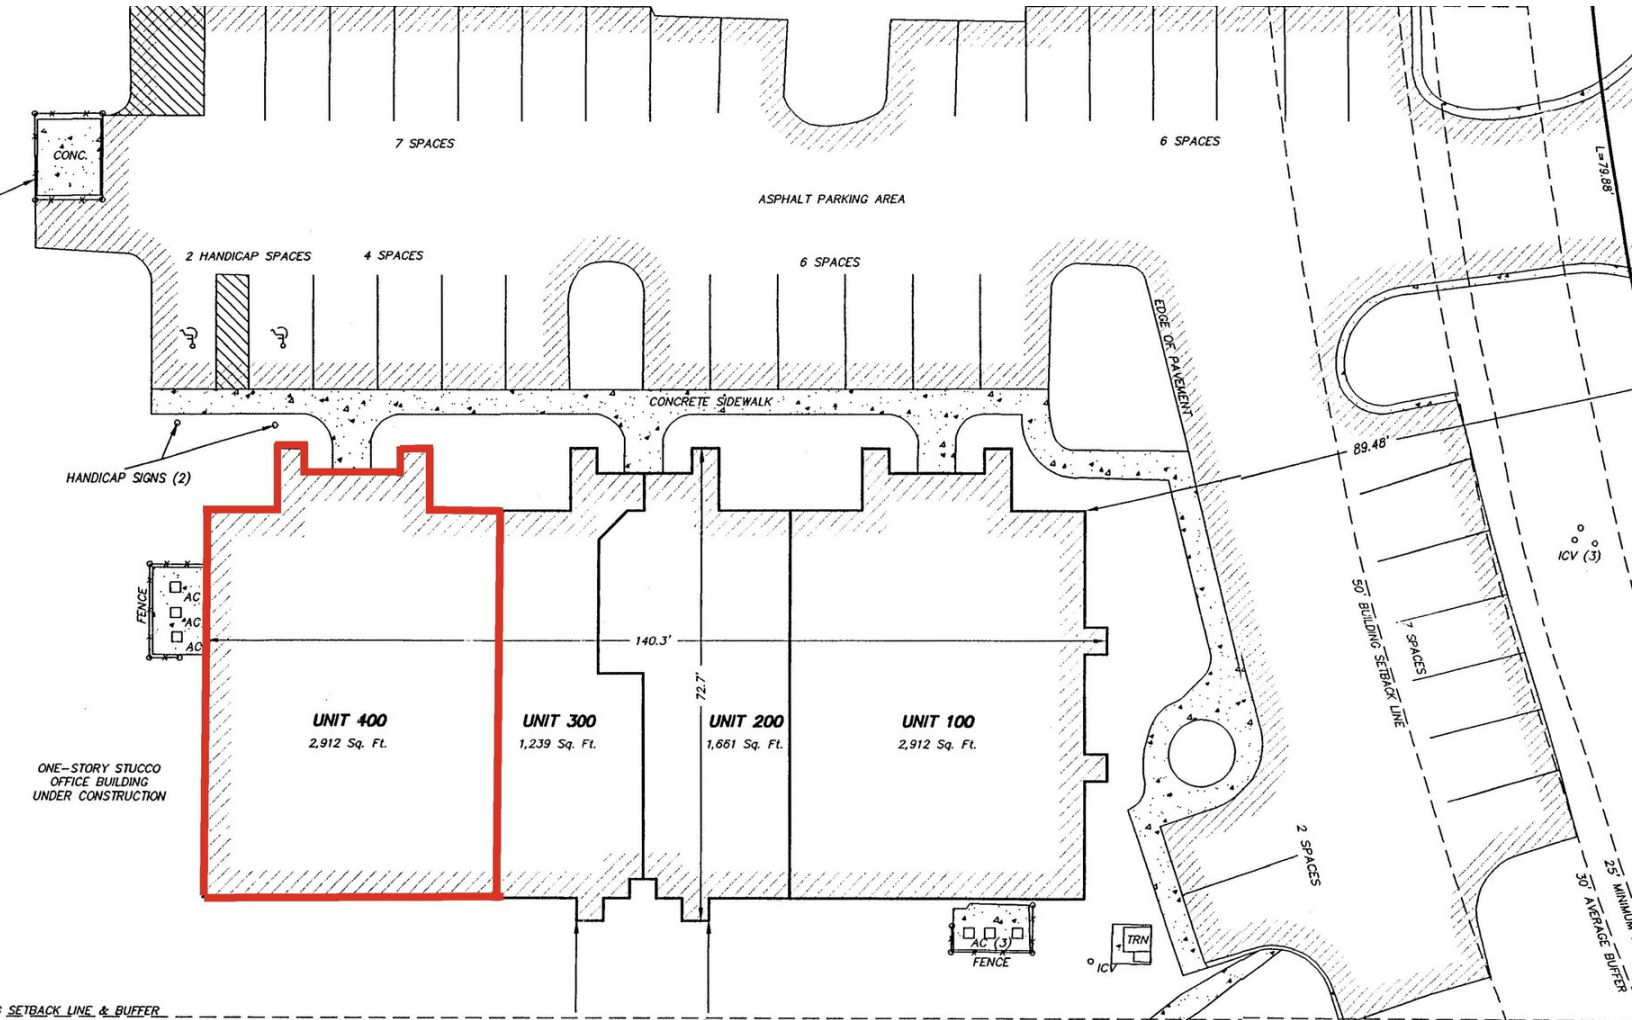 CONC.
7 SPACES
6 SPACES
L=79.88'
ASPHALT PARKING AREA
2 HANDICAP SPACES
4 SPACES
6 SPACES
EDGE OF PAVEMENT
CONCRETE SIDEWALK
HANDICAP SIGNS (2)
89.48'
ICV (3)
FENCE
AC
AC
AC
140.3'
72.7'
50' BUILDING SETBACK LINE
7 SPACES
UNIT 400
2,912 Sq. Ft.
UNIT 300
1,239 Sq. Ft.
UNIT 200
1,661 Sq. Ft.
UNIT 100
2,912 Sq. Ft.
ONE-STORY STUCCO
OFFICE BUILDING
UNDER CONSTRUCTION
2 SPACES
25' MINIMUM
30' AVERAGE BUFFER
AC (3)
FENCE
TRN
ICV
SETBACK LINE & BUFFER